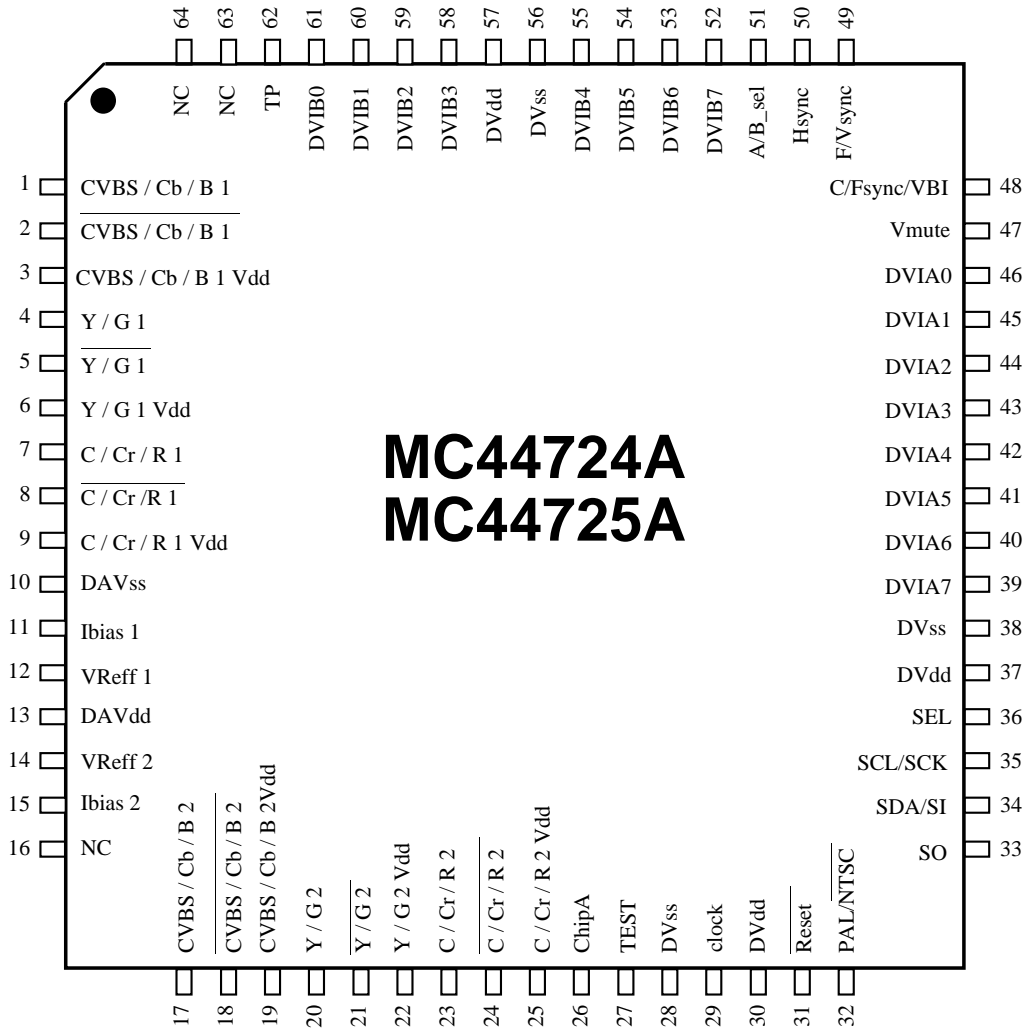 64 63 62 61 60 59 58 57 56 55 54 53 52 51 50 49
NC
NC
TP
DVIB0
DVIB1
DVIB2
DVIB3
DVdd
DVss
DVIB4
DVIB5
DVIB6
DVIB7
A/B_sel
Hsync
F/Vsync
1 CVBS / Cb / B 1
2 CVBS / Cb / B 1
3 CVBS / Cb / B 1 Vdd
4 Y / G 1
5 Y / G 1
6 Y / G 1 Vdd
7 C / Cr / R 1
8 C / Cr /R 1
9 C / Cr / R 1 Vdd
10 DAVss
11 Ibias 1
12 VReff 1
13 DAVdd
14 VReff 2
15 Ibias 2
16 NC
MC44724A
MC44725A
C/Fsync/VBI 48
Vmute 47
DVIA0 46
DVIA1 45
DVIA2 44
DVIA3 43
DVIA4 42
DVIA5 41
DVIA6 40
DVIA7 39
DVss 38
DVdd 37
SEL 36
SCL/SCK 35
SDA/SI 34
SO 33
CVBS / Cb / B 2
CVBS / Cb / B 2
CVBS / Cb / B 2Vdd
Y / G 2
Y / G 2
Y / G 2 Vdd
C / Cr / R 2
C / Cr / R 2
C / Cr / R 2 Vdd
ChipA
TEST
DVss
clock
DVdd
Reset
PAL/NTSC
17 18 19 20 21 22 23 24 25 26 27 28 29 30 31 32